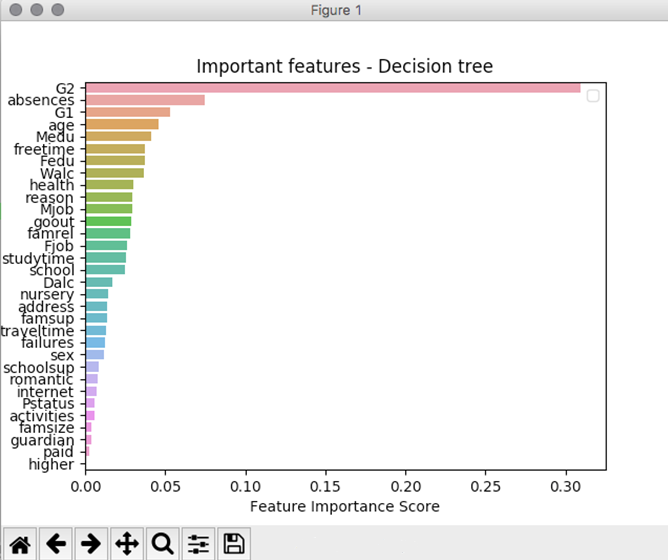 Figure 1
Important features - Decision tree
G2
absences
G1
age
Medu
freetime
Fedu
Walc
health
reason
Mjob
goout
famrel
Fjob
studytime
school
Dalc
nursery
address
famsup
traveltime
failures
sex
schoolsup
romantic
internet
Pstatus
activities
famsize
guardian
paid
higher
0.00 0.05 0.10 0.15 0.20 0.25 0.30
Feature Importance Score